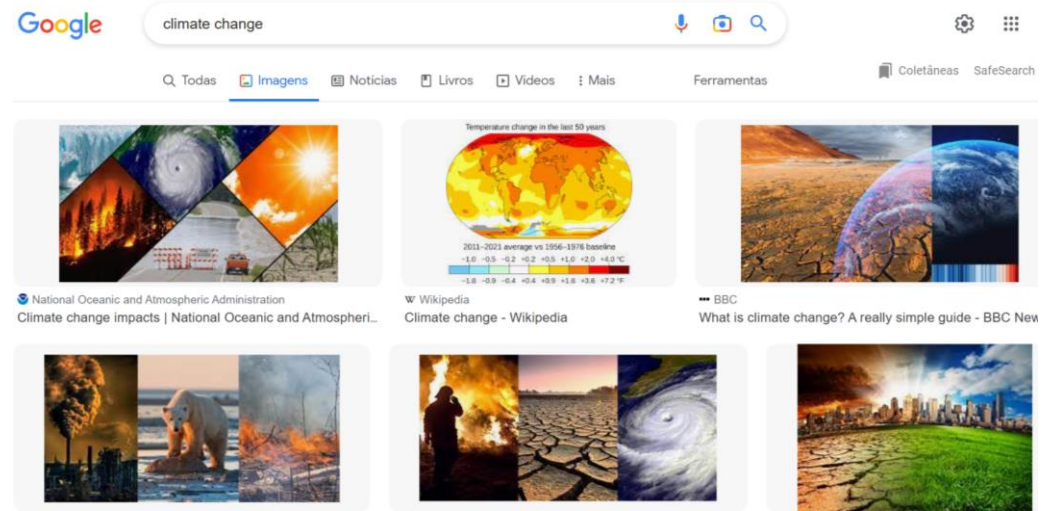 Google
climate change
Todas
Imagens
Notícias
Livros
Vídeos
Mais
Ferramentas
Coletâneas
SafeSearch
Temperature change in the last 50 years
2011-2021 average vs 1956-1976 baseline
-1.0 -0.5 -0.2 +0.2 +0.5 +1.0 +2.0 +4.0 °C
-1.8 -0.9 -0.4 +0.4 +0.9 +1.8 +3.6 +7.2 °F
National Oceanic and Atmospheric Administration
Climate change impacts | National Oceanic and Atmospheri...
W Wikipedia
Climate change - Wikipedia
BBC
What is climate change? A really simple guide - BBC New